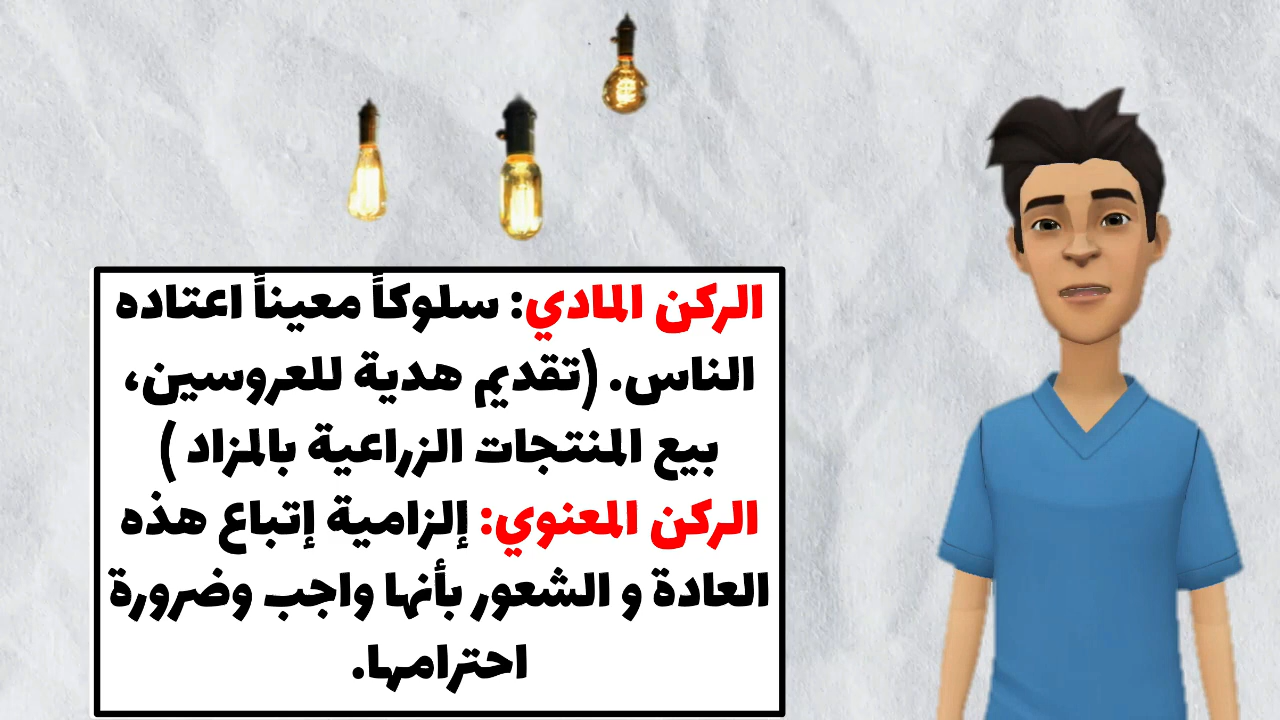 الركن المادي: سلوكاً معيناً اعتاده
الناس. (تقديم هدية للعروسين،
بيع المنتجات الزراعية بالمزاد )
الركن المعنوي: إلزامية إتباع هذه
العادة و الشعور بأنها واجب وضرورة
احترامها.